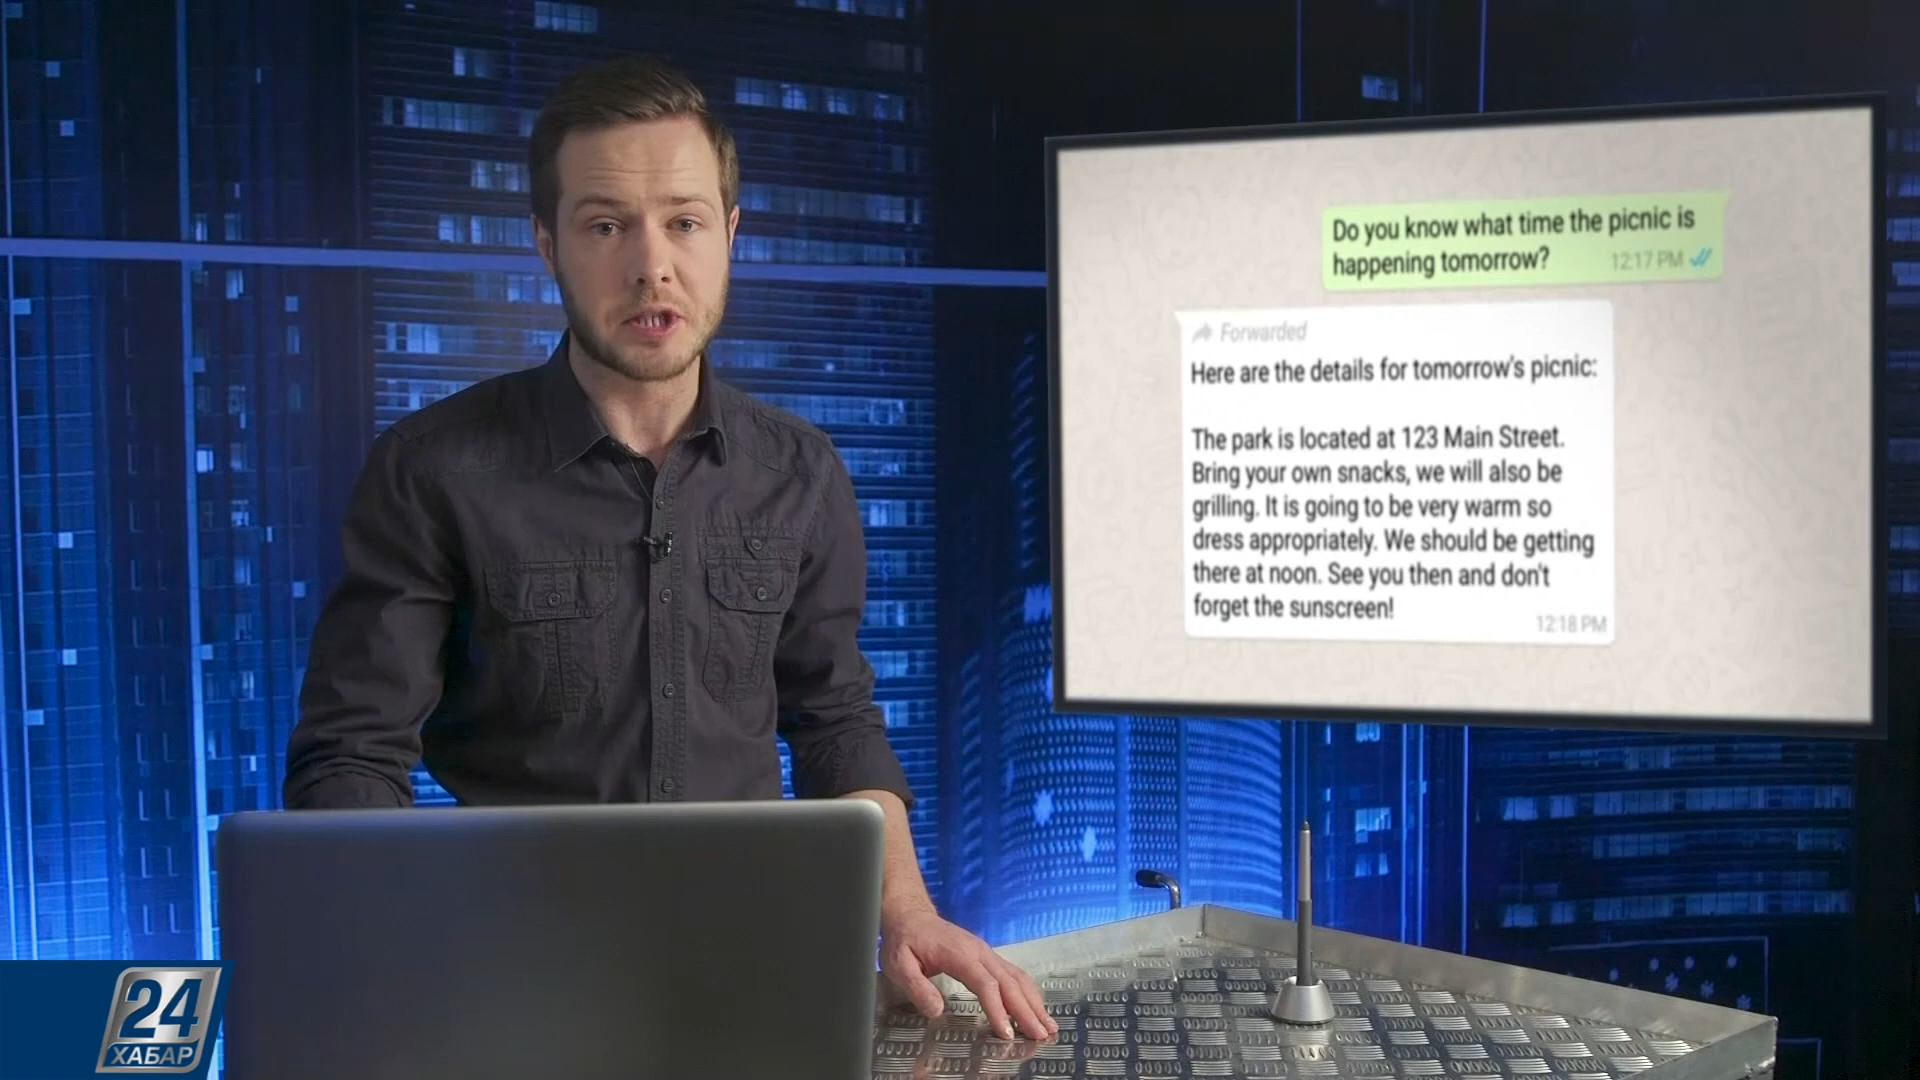 Do you know what time the picnic is
happening tomorrow?
12:17 PM
Forwarded
Here are the details for tomorrow's picnic:
The park is located at 123 Main Street.
Bring your own snacks, we will also be
grilling. It is going to be very warm so
dress appropriately. We should be getting
there at noon. See you then and don't
forget the sunscreen!
12:18 PM
24
ХАБАР